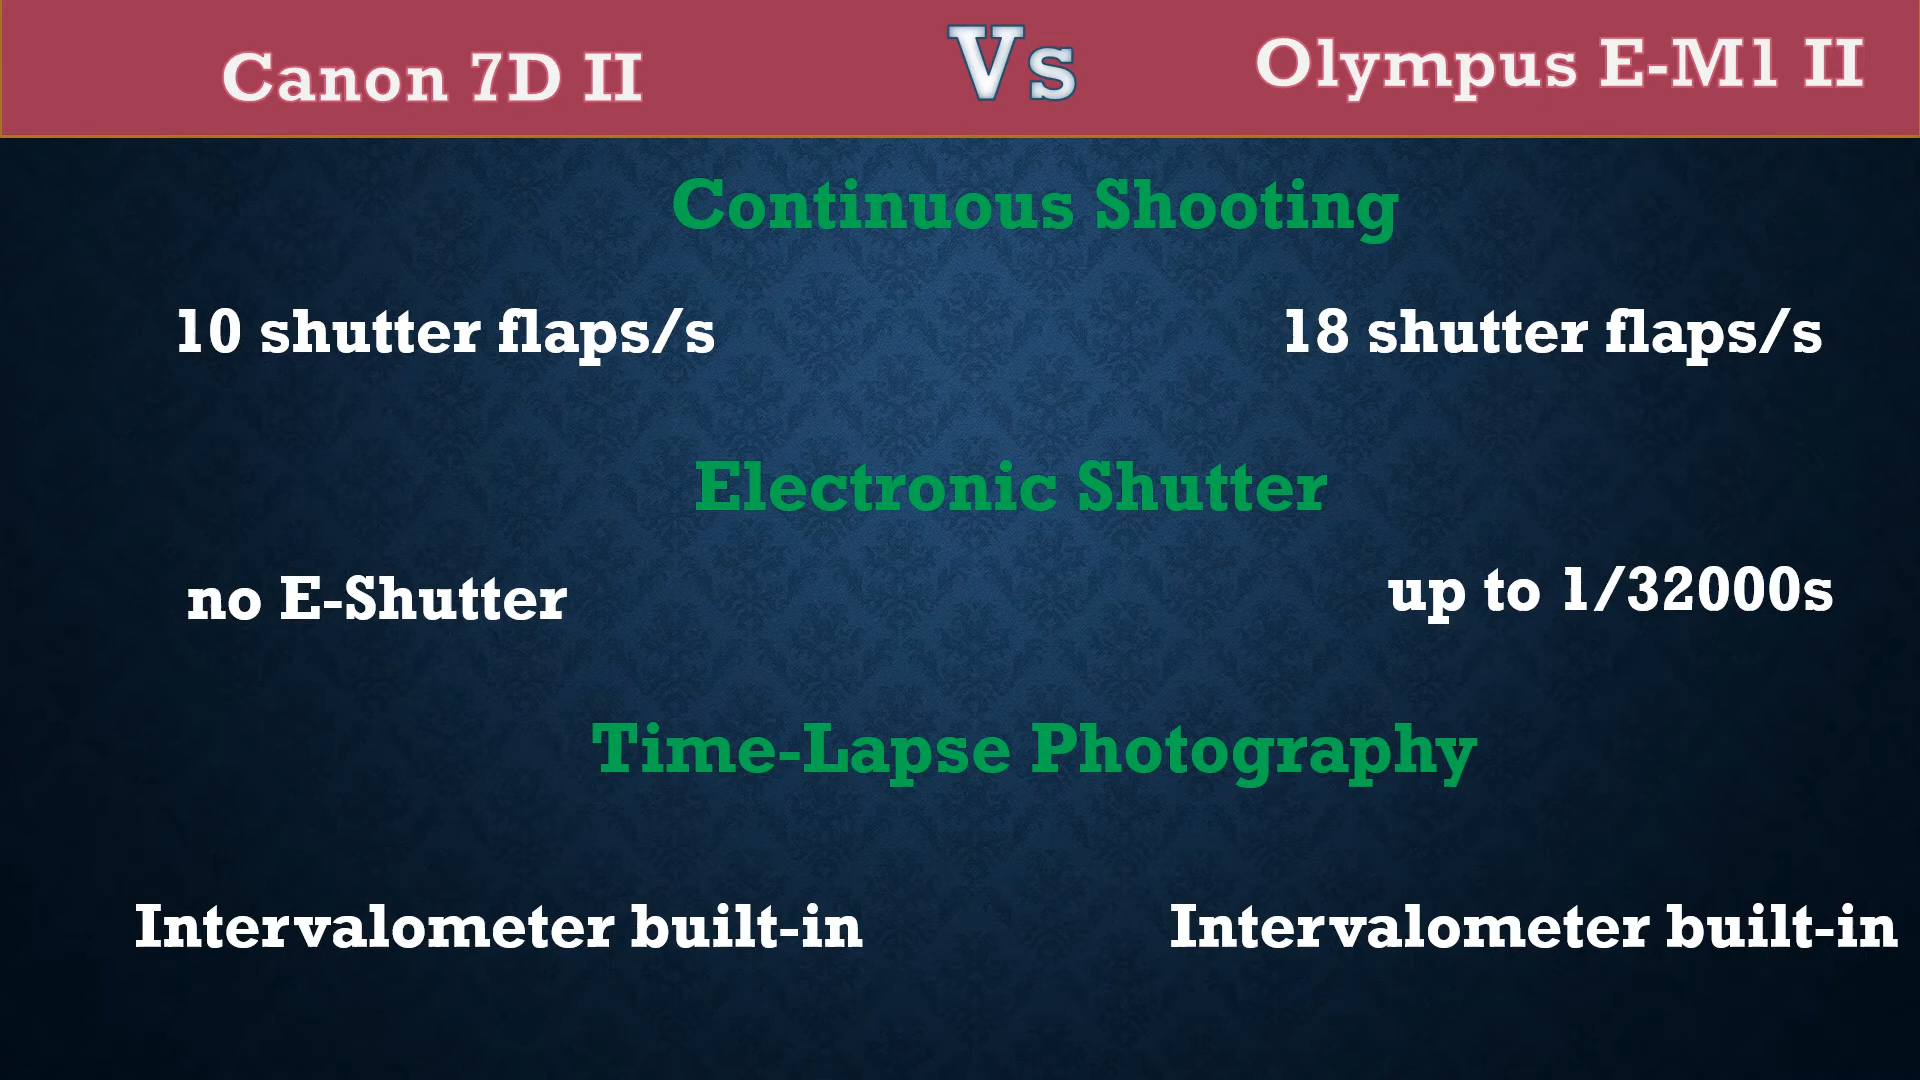 Canon 7D II Vs Olympus E-M1 II
Continuous Shooting
10 shutter flaps/s 18 shutter flaps/s
Electronic Shutter
no E-Shutter up to 1/32000s
Time-Lapse Photography
Intervalometer built-in Intervalometer built-in